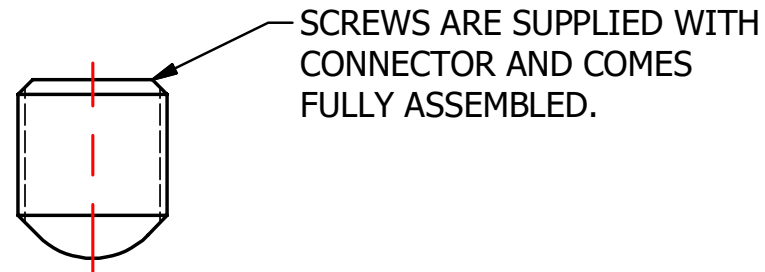 SCREWS ARE SUPPLIED WITH
CONNECTOR AND COMES
FULLY ASSEMBLED.